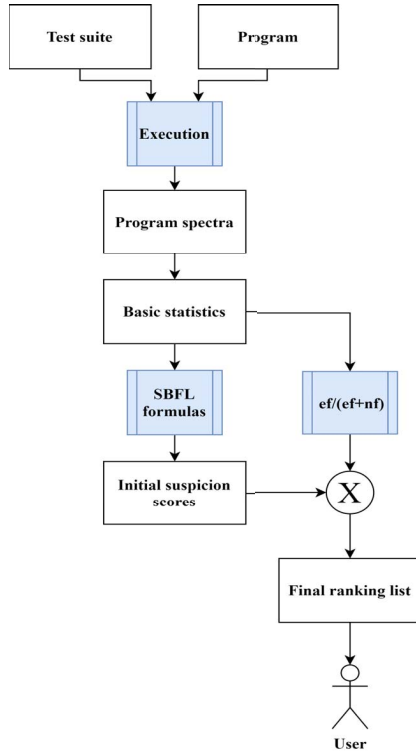 Test suite
Program
Execution
Program spectra
Basic statistics
SBFL
formulas
ef/(ef+nf)
Initial suspicion
scores
X
Final ranking list
User